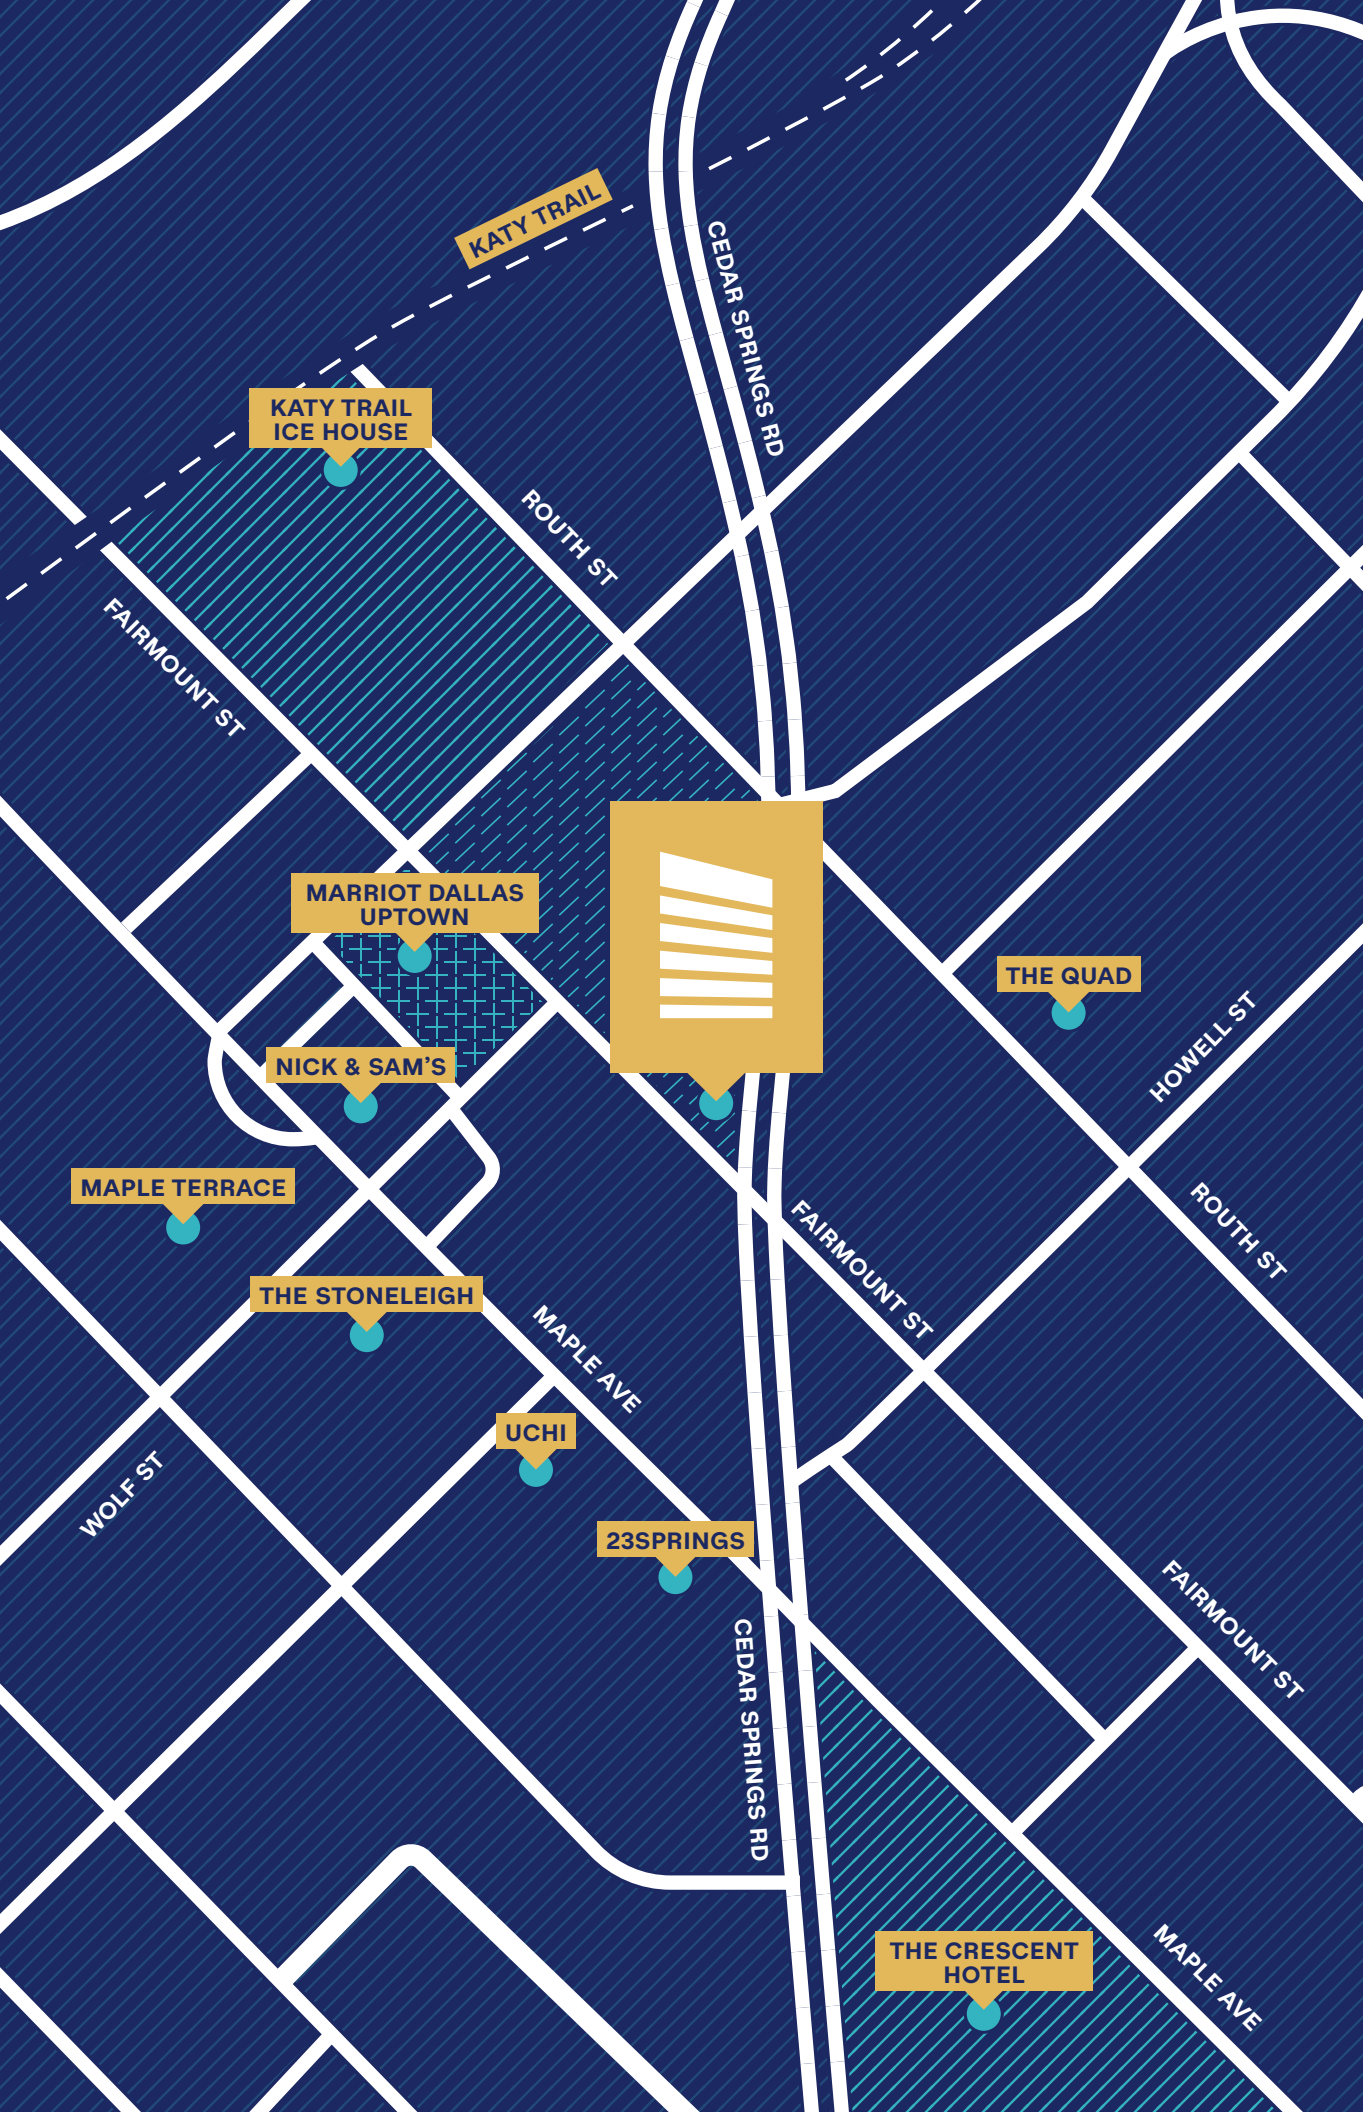 KATY TRAIL
CEDAR SPRINGS RD
KATY TRAIL
ICE HOUSE
ROUTH ST
FAIRMOUNT ST
MARRIOT DALLAS
UPTOWN
THE QUAD
HOWELL ST
NICK & SAM’S
MAPLE TERRACE
ROUTH ST
FAIRMOUNT ST
THE STONELEIGH
MAPLE AVE
UCHI
WOLF ST
23SPRINGS
FAIRMOUNT ST
CEDAR SPRINGS RD
THE CRESCENT
HOTEL
MAPLE AVE